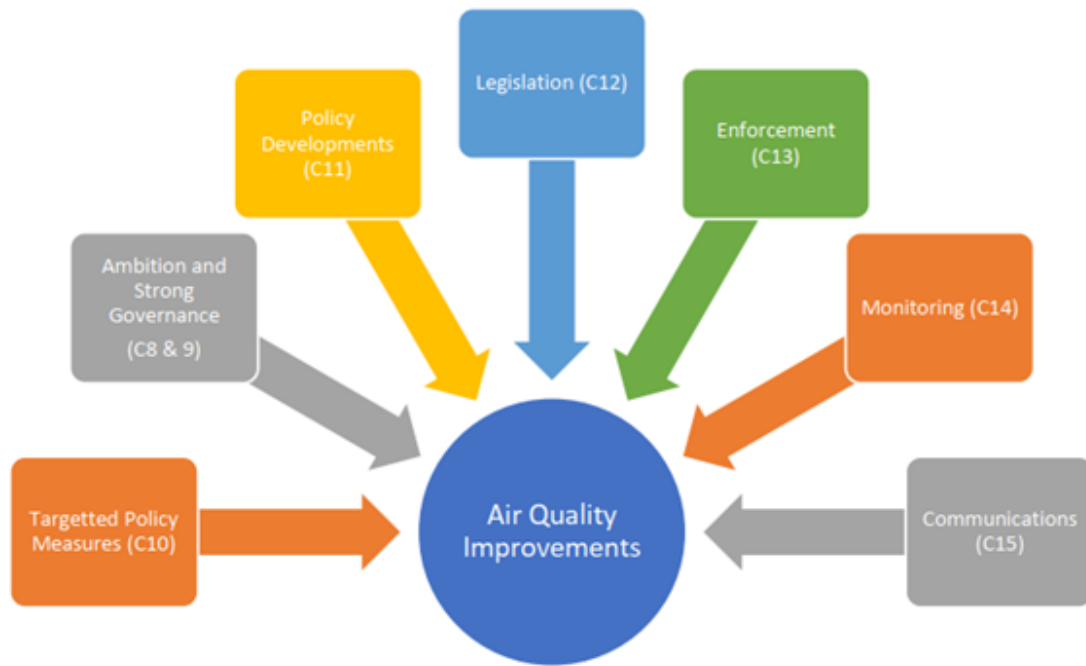 Legislation (C12)
Policy
Developments
(C11)
Enforcement
(C13)
Ambition and
Strong
Governance
(C8 & 9)
Monitoring (C14)
Targetted Policy
Measures (C10)
Air Quality
Improvements
Communications
(C15)